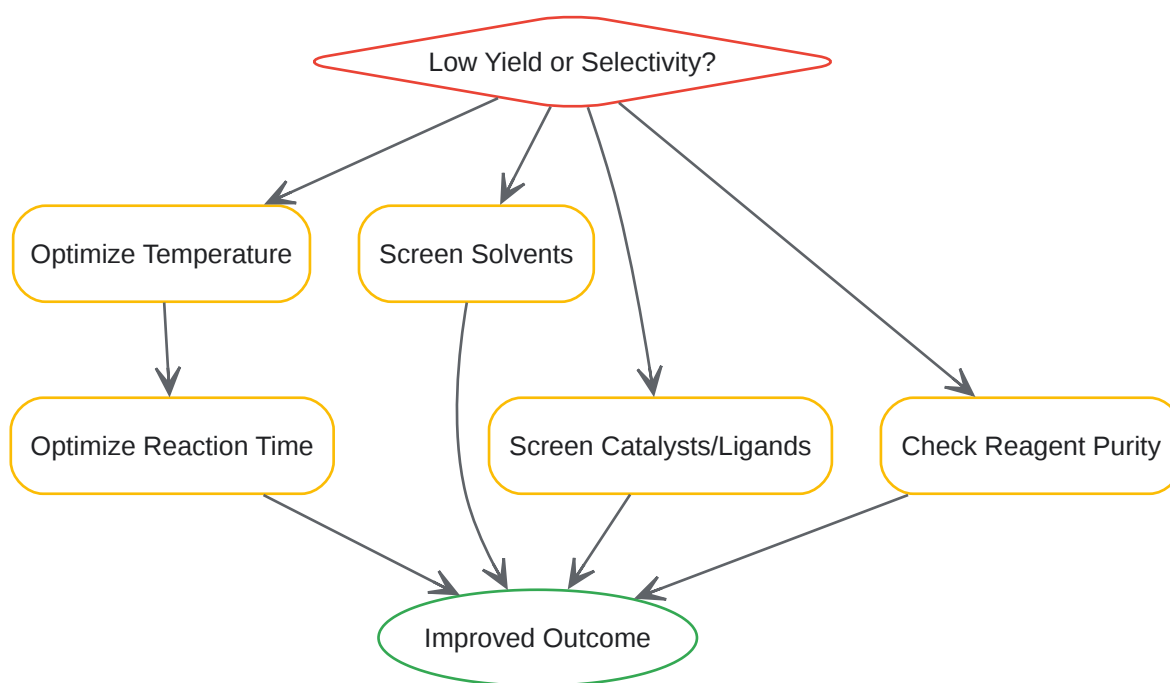 Low Yield or Selectivity?
Optimize Temperature
Screen Solvents
Optimize Reaction Time
Screen Catalysts/Ligands
Check Reagent Purity
Improved Outcome